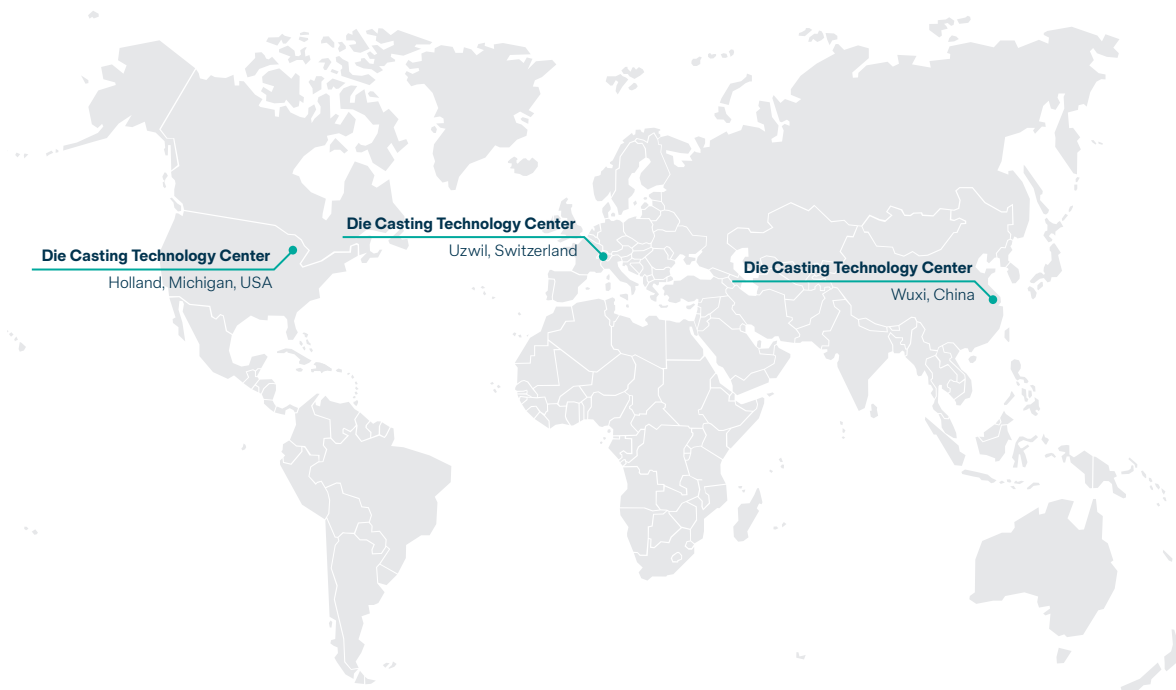 Die Casting Technology Center
Holland, Michigan, USA
Die Casting Technology Center
Uzwil, Switzerland
Die Casting Technology Center
Wuxi, China